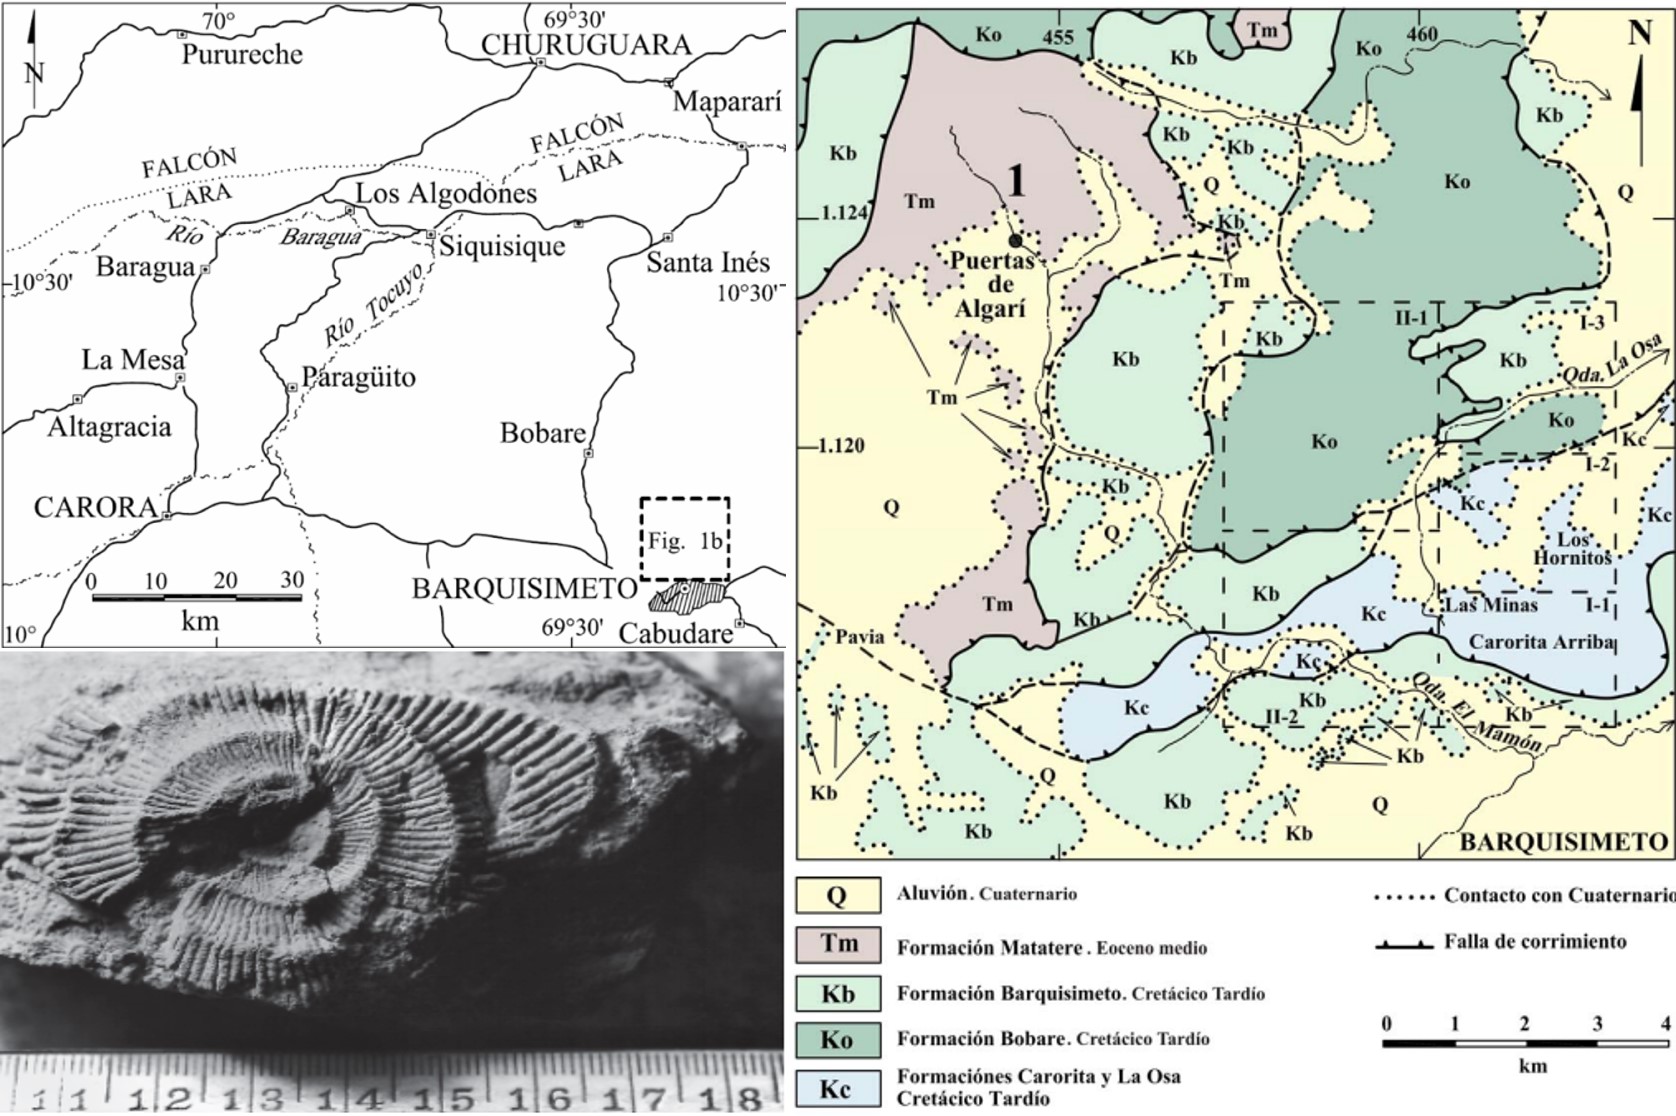 70°
69°30'
N
Purureche
CHURUGUARA
Mapararí
FALCÓN
LARA
FALCÓN
LARA
Los Algodones
Río
Baragua
Siquisique
Baragua
Santa Inés
10°30'
10°30'
Río Tocuyo
La Mesa
Paragüito
Altagracia
Bobare
CARORA
Fig. 1b
0 10 20 30
km
BARQUISIMETO
10°
69°30'
Cabudare
11 12 13 14 15 16 17 18
Ko
455
Tm
Ko
460
N
Kb
Kb
Kb
Kb
Kb
Ko
Q
Q
1
Tm
1.124
Kb
Puertas
de
Algarí
Tm
II-1
I-3
Kb
Kb
Kb
Qda. La Osa
Tm
Ko
Ko
Kc
1.120
I-2
Kb
Kc
Kc
Q
Q
Los
Hornitos
Tm
Kb
Kb
Kc
Las Minas
I-1
Pavia
Carorita Arriba
Kc
Kc
Kb
II-2
Qda. El Mamón
Kb
Kb
Kb
Q
Kb
Q
Kb
Kb
BARQUISIMETO
Q
Aluvión. Cuaternario
Tm
Formación Matatere. Eoceno medio
Kb
Formación Barquisimeto. Cretácico Tardío
Ko
Formación Bobare. Cretácico Tardío
Kc
Formaciónes Carorita y La Osa
Cretácico Tardío
Contacto con Cuaternario
Falla de corrimiento
0 1 2 3 4
km